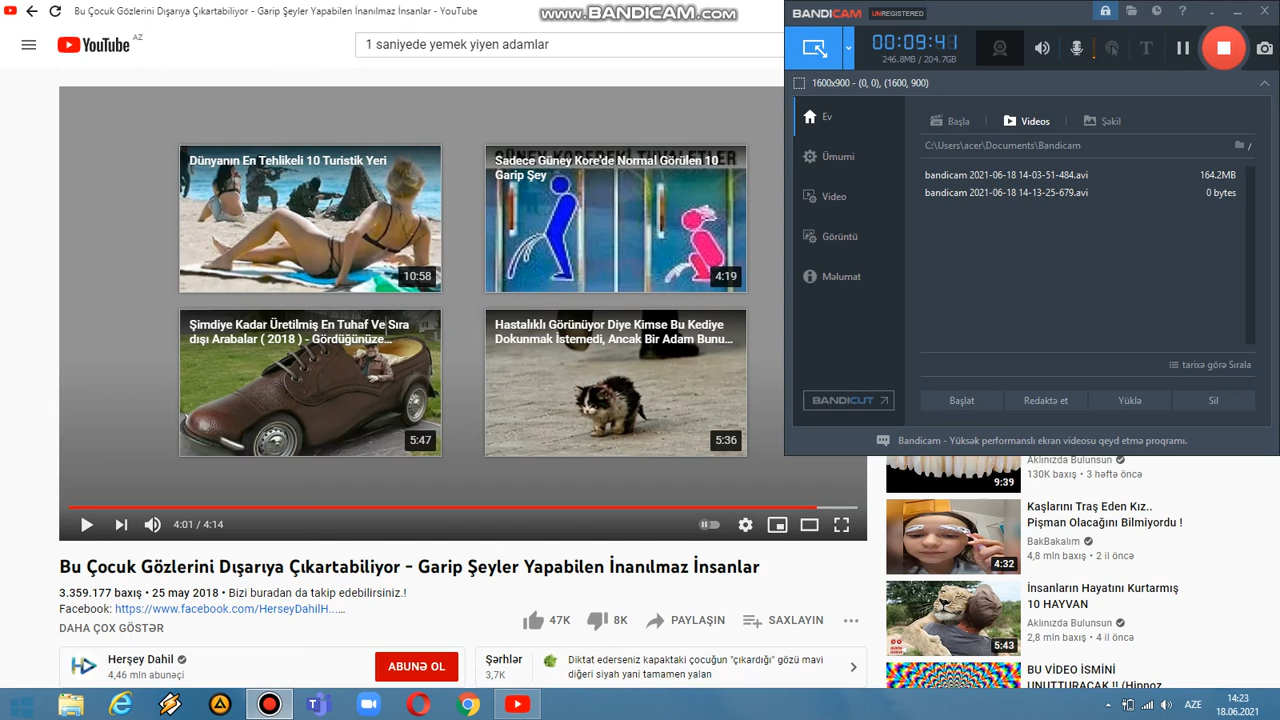 Bu Çocuk Gözlerini Dışarıya Çıkartabiliyor - Garip Şeyler Yapabilen İnanılmaz İnsanlar - YouTube
www.BANDICAM.com
YouTube AZ
1 saniyede yemek yiyen adamlar
BANDICAM UNREGISTERED
00:09:41
246.8MB / 204.7GB
1600x900 - (0, 0), (1600, 900)
Ev
Ümumi
Video
Görüntü
Məlumat
BANDICUT
Başla
Videos
Şəkil
C:\Users\acer\Documents\Bandicam
/
bandicam 2021-06-18 14-03-51-484.avi 164.2MB
bandicam 2021-06-18 14-13-25-679.avi 0 bytes
tarixə görə Sırala
Başlat
Redaktə et
Yüklə
Sil
Bandicam - Yüksək performanslı ekran videosu qeyd etmə proqramı.
Dünyanın En Tehlikeli 10 Turistik Yeri
10:58
Sadece Güney Kore'de Normal Görülen 10
Garip Şey
4:19
Şimdiye Kadar Üretilmiş En Tuhaf Ve Sıra
dışı Arabalar ( 2018 ) - Gördüğünüze...
5:47
Hastalıklı Görünüyor Diye Kimse Bu Kediye
Dokunmak İstemedi, Ancak Bir Adam Bunu...
5:36
4:01 / 4:14
Bu Çocuk Gözlerini Dışarıya Çıkartabiliyor - Garip Şeyler Yapabilen İnanılmaz İnsanlar
3.359.177 baxış • 25 may 2018 • Bizi buradan da takip edebilirsiniz.!
Facebook: https://www.facebook.com/HerseyDahilH...…
DAHA ÇOX GÖSTƏR
47K
8K
PAYLAŞIN
SAXLAYIN
Herşey Dahil
4,46 mln abunəçi
ABUNƏ OL
Şərhlər
3,7K
Diktat ederseniz kapaktaki çocuğun "çıkardığı" gözü mavi
diğeri siyah yani tamamen yalan
Aklınızda Bulunsun
130K baxış • 3 həftə öncə
9:39
Kaşlarını Traş Eden Kız..
Pişman Olacağını Bilmiyordu !
BakBakalım
4,8 mln baxış • 2 il öncə
4:32
İnsanların Hayatını Kurtarmış
10 HAYVAN
Aklınızda Bulunsun
2,8 mln baxış • 4 il öncə
5:43
BU VİDEO İSMİNİ
UNUTTURACAK !! (Hipnoz
AZE
14:23
18.06.2021